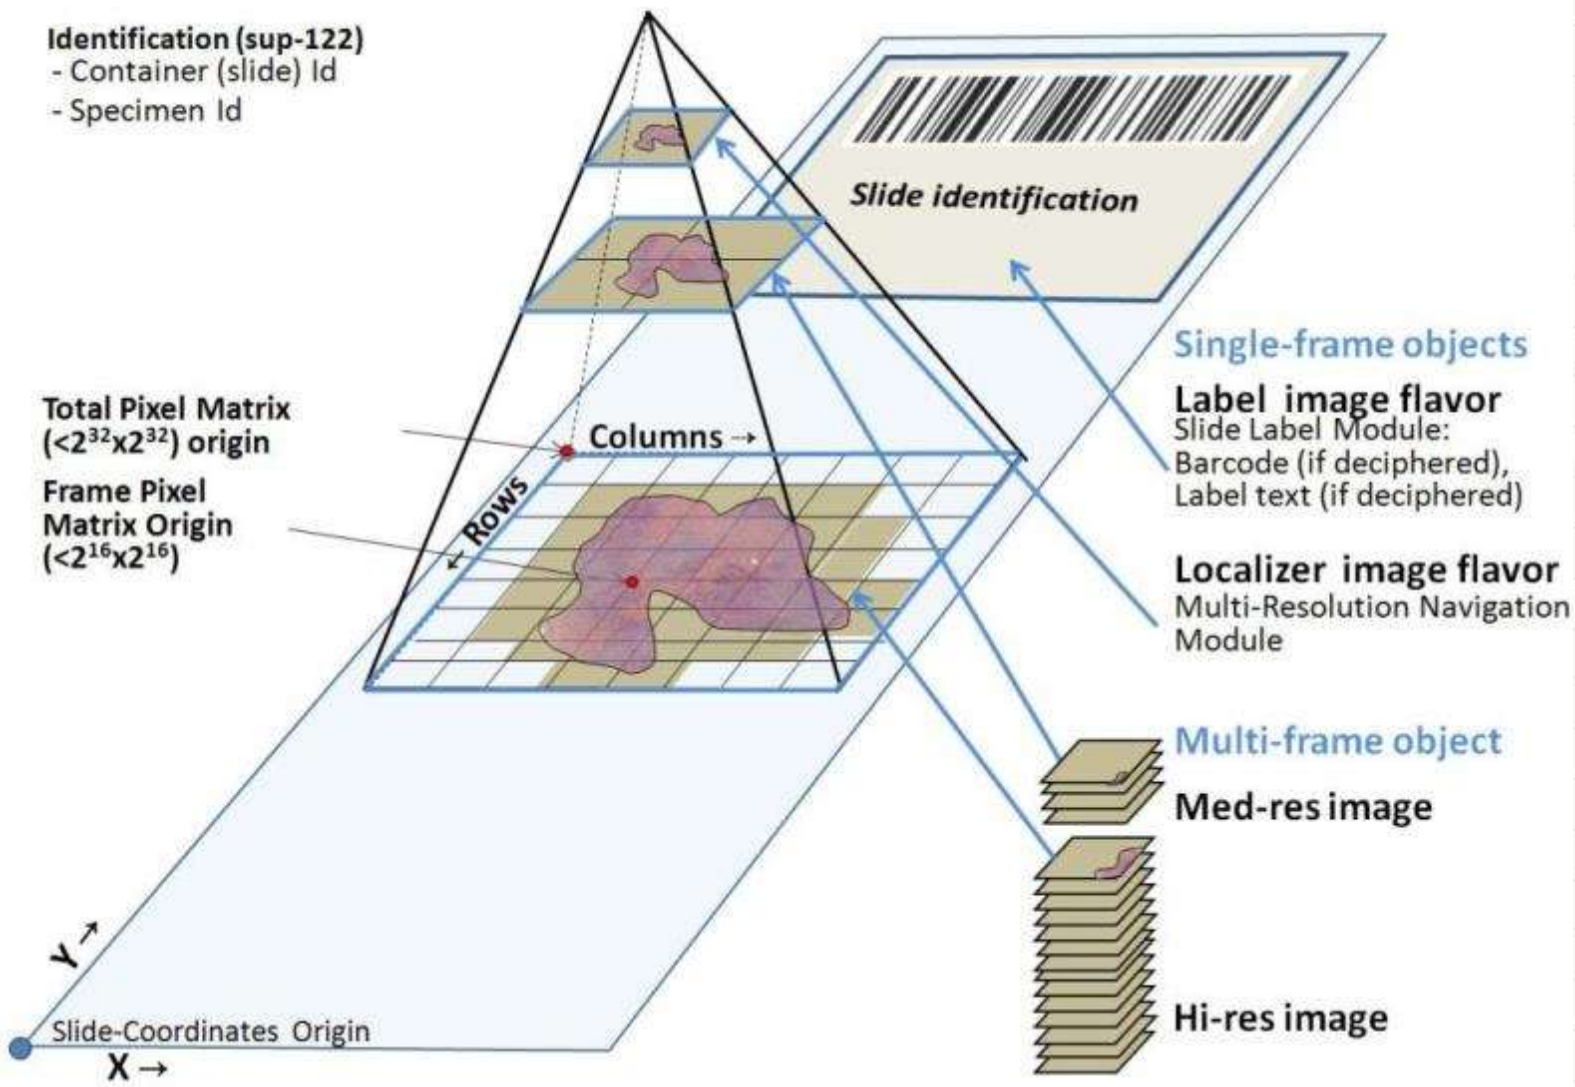 Identification (sup-122)
- Container (slide) Id
- Specimen Id
Slide identification
Total Pixel Matrix
(<2³²x2³²) origin
Frame Pixel
Matrix Origin
(<2¹⁶x2¹⁶)
Columns →
← Rows
Single-frame objects
Label image flavor
Slide Label Module:
Barcode (if deciphered),
Label text (if deciphered)
Localizer image flavor
Multi-Resolution Navigation
Module
Multi-frame object
Med-res image
Hi-res image
Y →
Slide-Coordinates Origin
X →